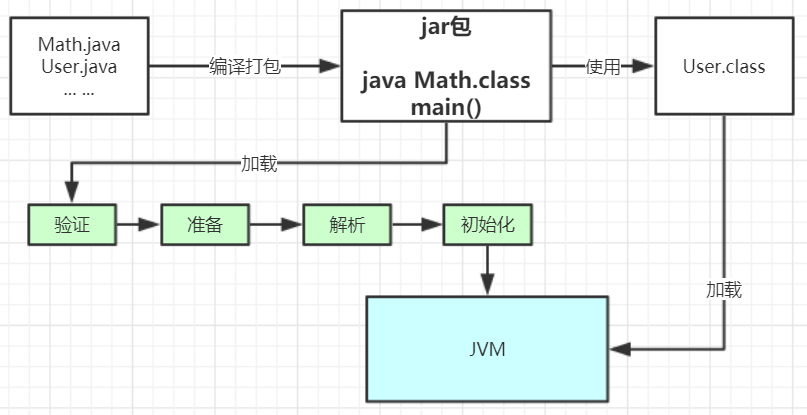 Math.java
User.java
... ...
编译打包
jar包
java Math.class
main()
使用
User.class
加载
验证
准备
解析
初始化
加载
JVM